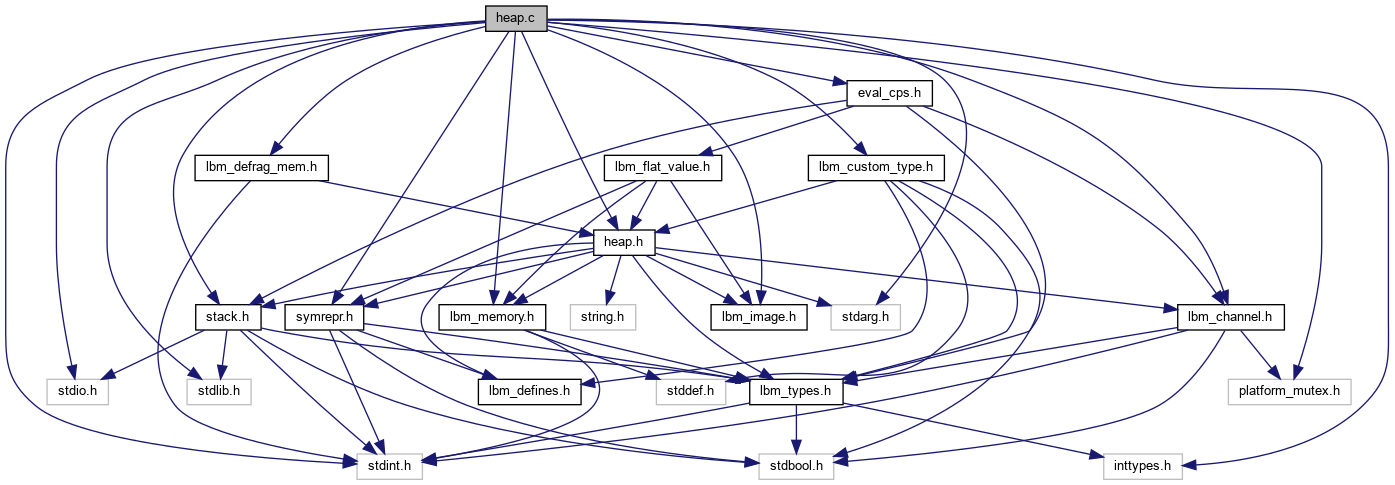 heap.c
eval_cps.h
lbm_defrag_mem.h
lbm_flat_value.h
lbm_custom_type.h
heap.h
stack.h
symrepr.h
lbm_memory.h
string.h
lbm_image.h
stdarg.h
lbm_channel.h
stdio.h
stdlib.h
lbm_defines.h
stddef.h
lbm_types.h
platform_mutex.h
stdint.h
stdbool.h
inttypes.h